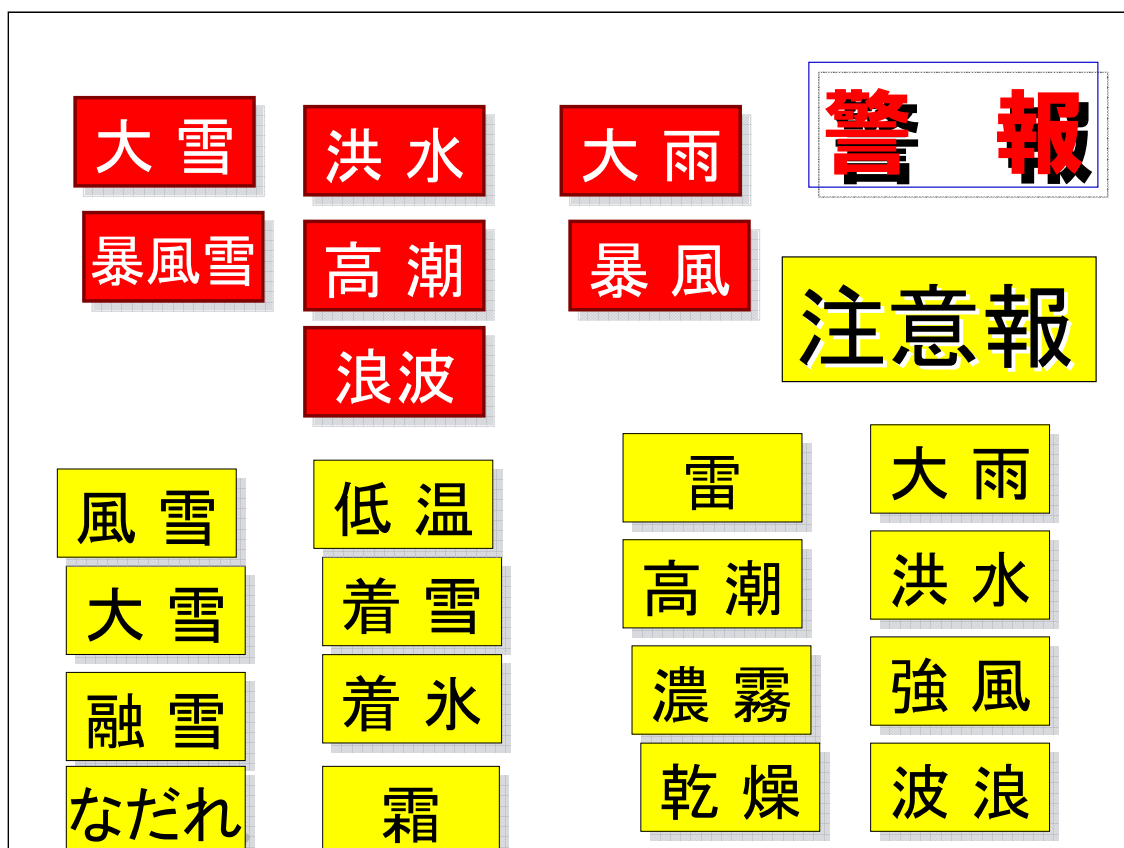 警 報
大 雨
洪 水
大 雪
暴 風
高 潮
暴風雪
浪波
注意報
大 雨
雷
低 温
風 雪
洪 水
高 潮
着 雪
大 雪
強 風
濃 霧
着 氷
融 雪
波 浪
乾 燥
霜
なだれ